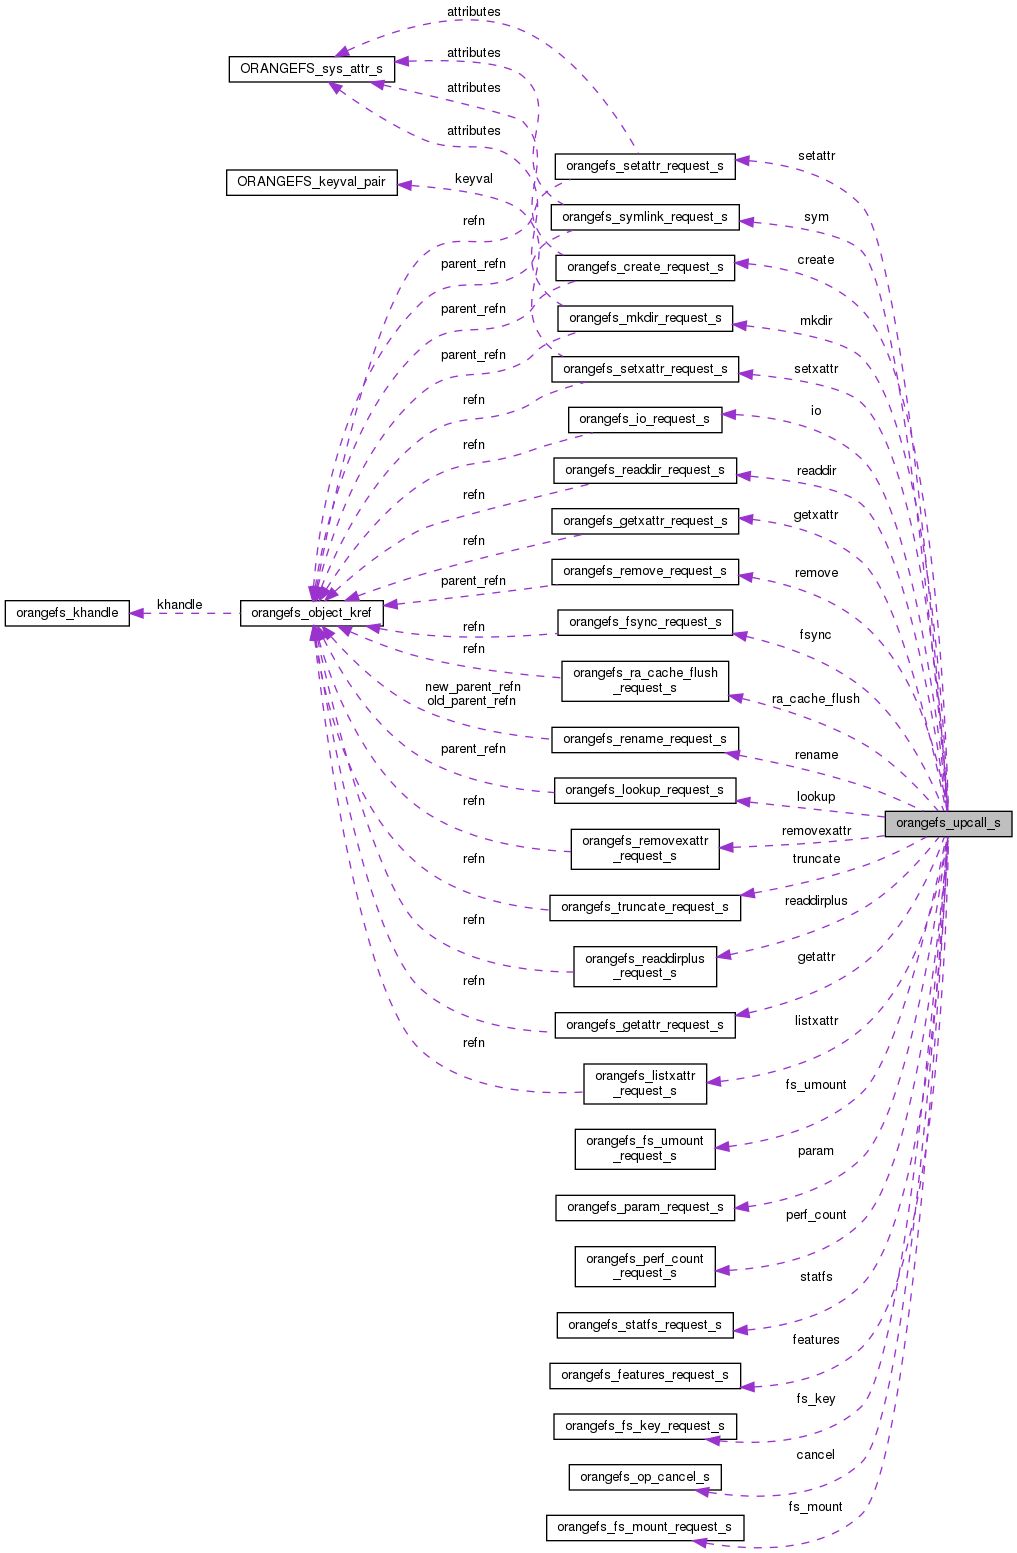 attributes
attributes
ORANGEFS_sys_attr_s
attributes
attributes
setattr
orangefs_setattr_request_s
keyval
ORANGEFS_keyval_pair
refn
orangefs_symlink_request_s
sym
parent_refn
orangefs_create_request_s
create
parent_refn
orangefs_mkdir_request_s
mkdir
parent_refn
orangefs_setxattr_request_s
setxattr
refn
orangefs_io_request_s
io
refn
orangefs_readdir_request_s
readdir
refn
orangefs_getxattr_request_s
getxattr
refn
orangefs_remove_request_s
remove
parent_refn
orangefs_khandle
khandle
orangefs_object_kref
refn
orangefs_fsync_request_s
fsync
refn
orangefs_ra_cache_flush
_request_s
ra_cache_flush
new_parent_refn
old_parent_refn
orangefs_rename_request_s
rename
parent_refn
orangefs_lookup_request_s
lookup
refn
orangefs_removexattr
_request_s
removexattr
orangefs_upcall_s
refn
orangefs_truncate_request_s
truncate
refn
orangefs_readdirplus
_request_s
readdirplus
refn
orangefs_getattr_request_s
getattr
refn
orangefs_listxattr
_request_s
listxattr
orangefs_fs_umount
_request_s
fs_umount
orangefs_param_request_s
param
orangefs_perf_count
_request_s
perf_count
orangefs_statfs_request_s
statfs
orangefs_features_request_s
features
orangefs_fs_key_request_s
fs_key
orangefs_op_cancel_s
cancel
orangefs_fs_mount_request_s
fs_mount